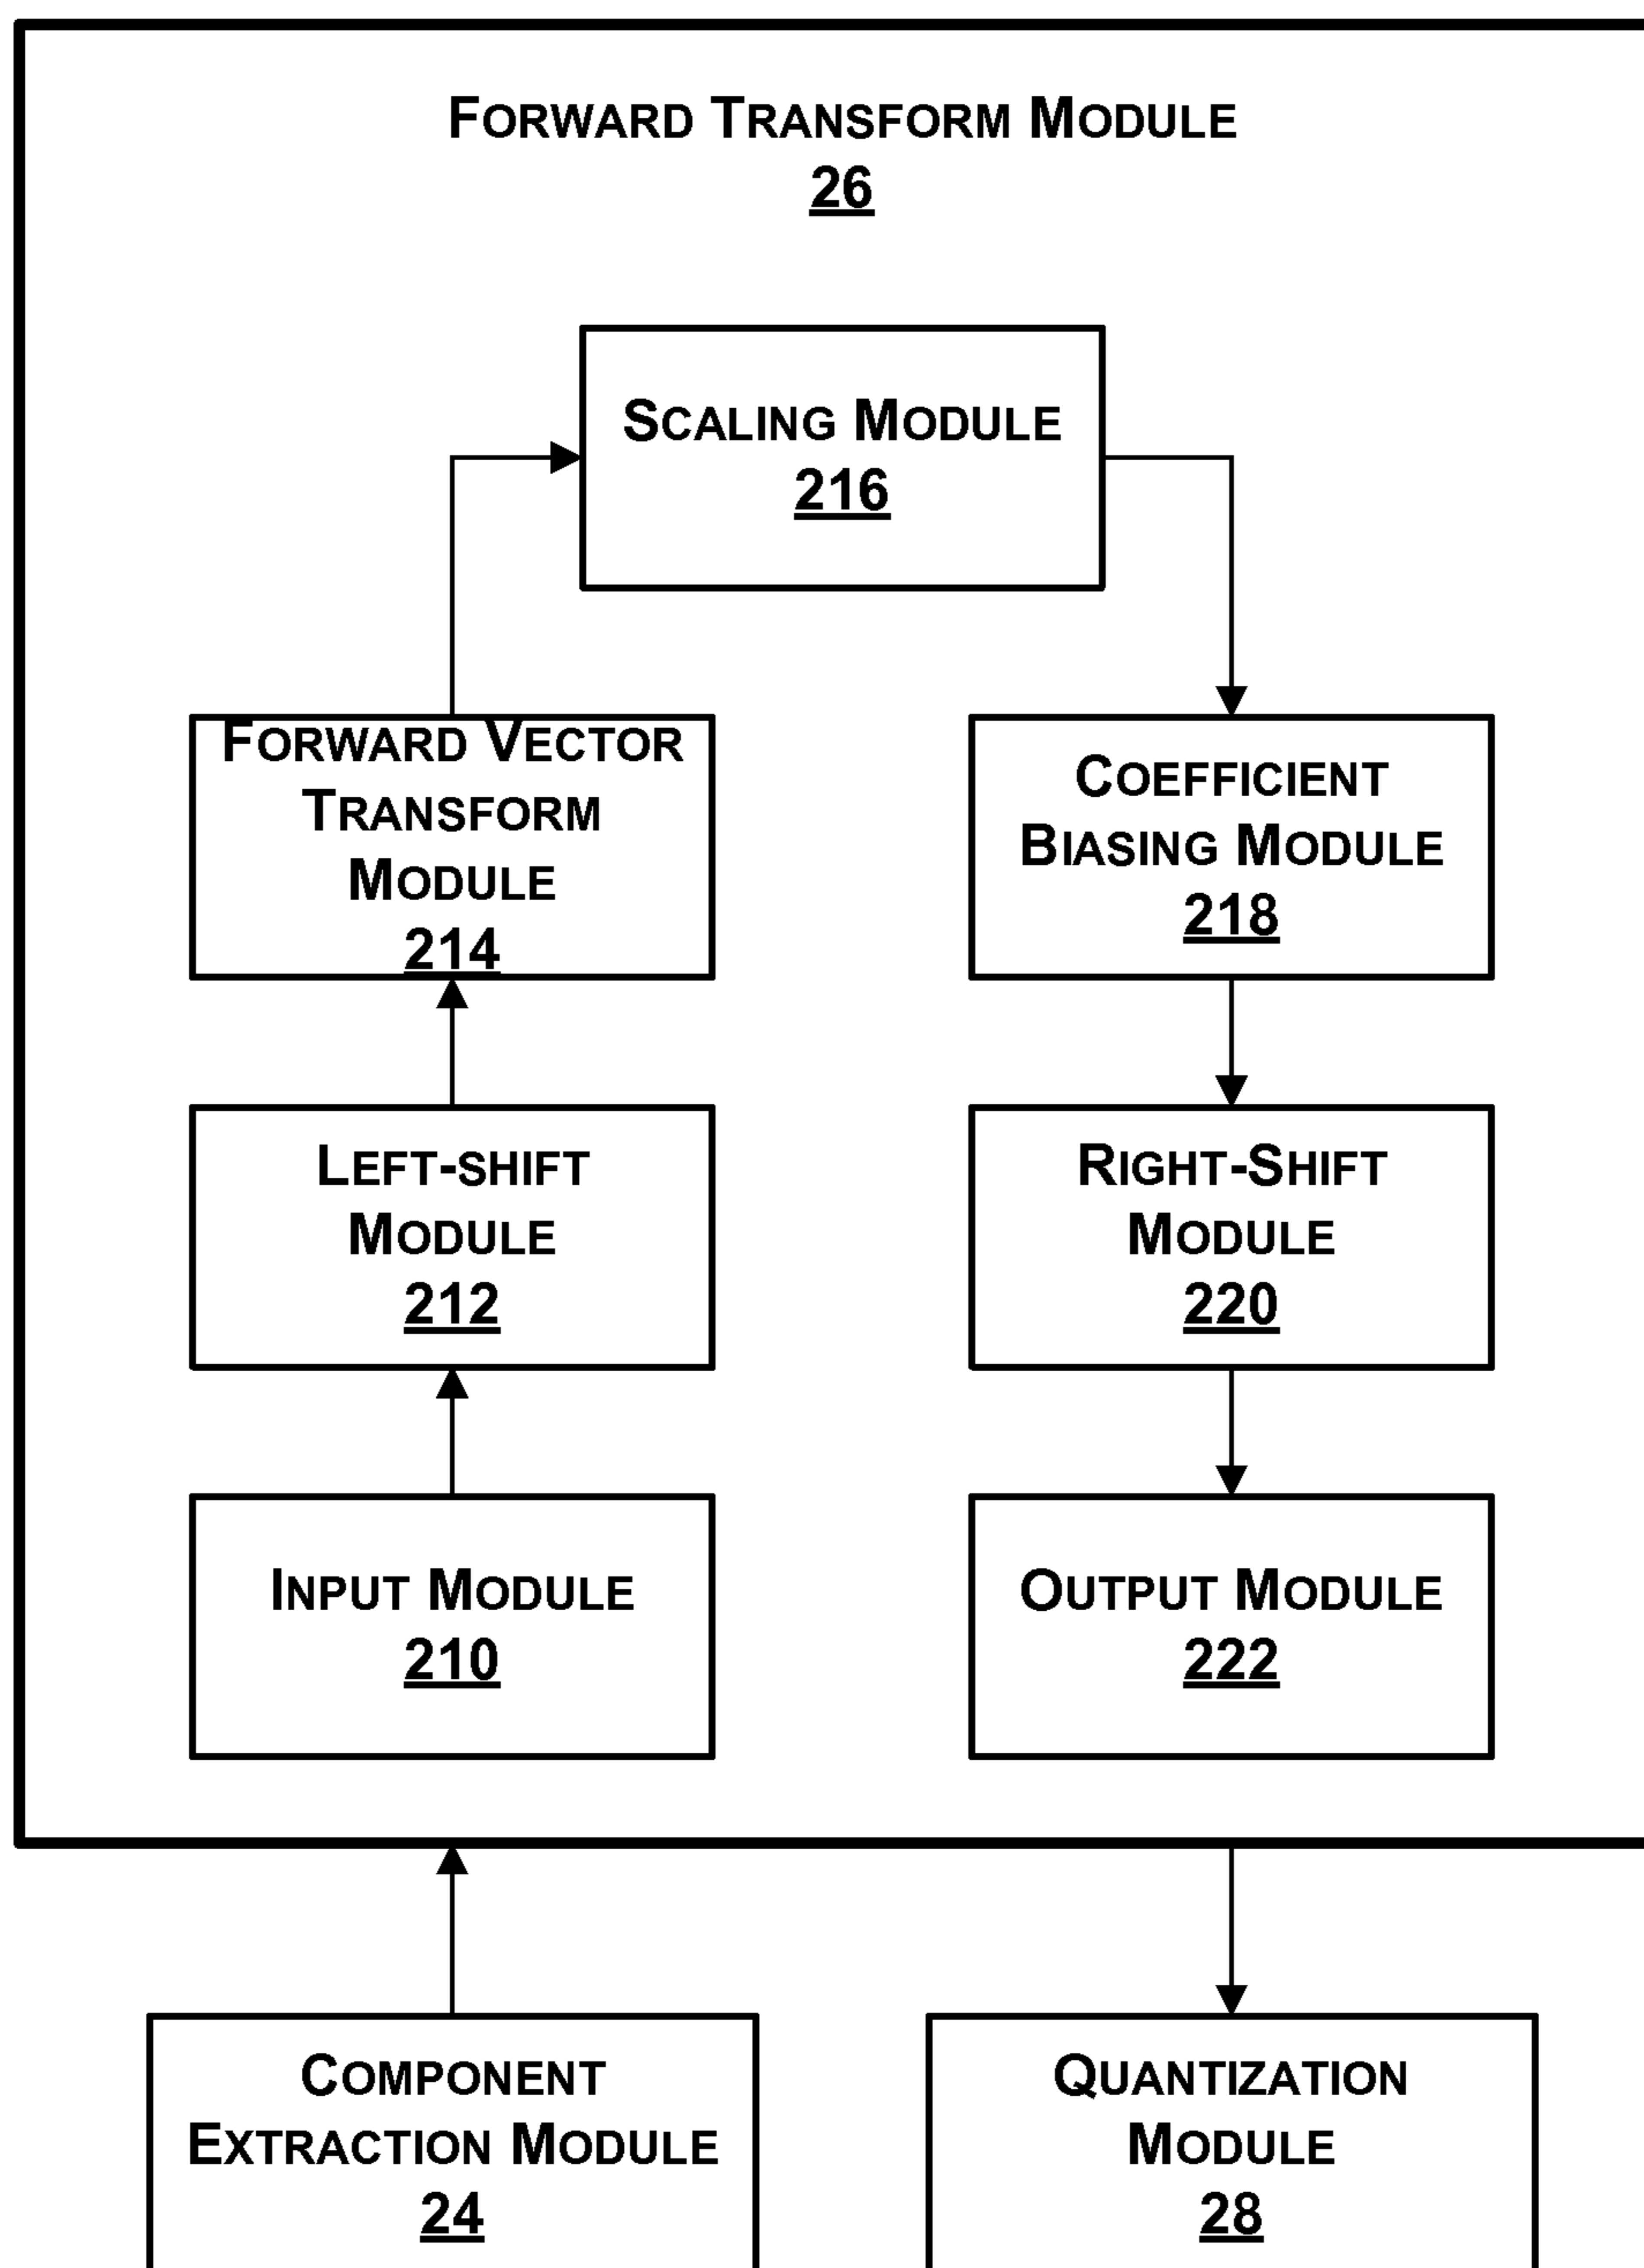 FORWARD TRANSFORM MODULE
26
SCALING MODULE
216
FORWARD VECTOR
TRANSFORM
MODULE
214
COEFFICIENT
BIASING MODULE
218
LEFT-SHIFT
MODULE
212
RIGHT-SHIFT
MODULE
220
INPUT MODULE
210
OUTPUT MODULE
222
COMPONENT
EXTRACTION MODULE
24
QUANTIZATION
MODULE
28